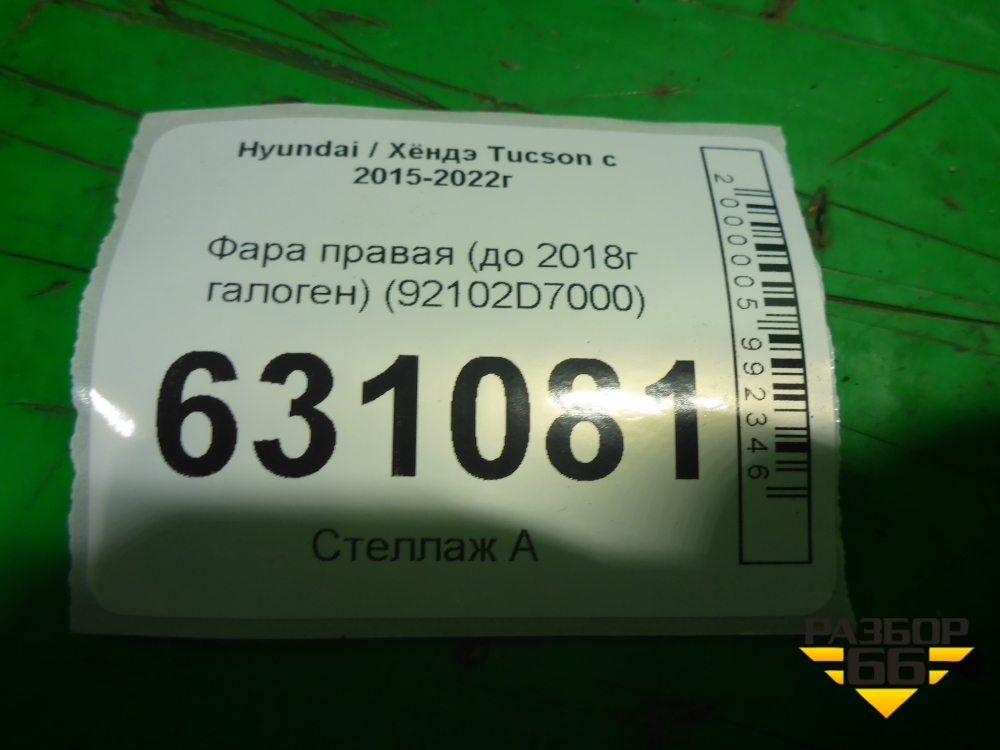 Hyundai / Хёндэ Tucson с
2015-2022г
Фара правая (до 2018г
галоген) (92102D7000)
631081
Стеллаж А
2000005992346
РАЗБОР
66